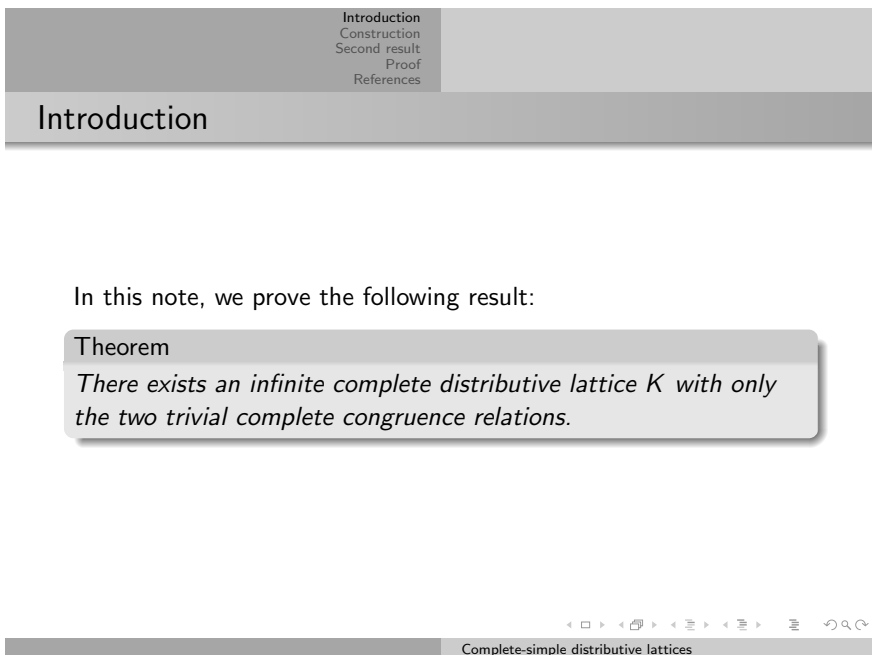 Introduction
Construction
Second result
Proof
References
Introduction
In this note, we prove the following result:
Theorem
There exists an infinite complete distributive lattice K with only
the two trivial complete congruence relations.
Complete-simple distributive lattices